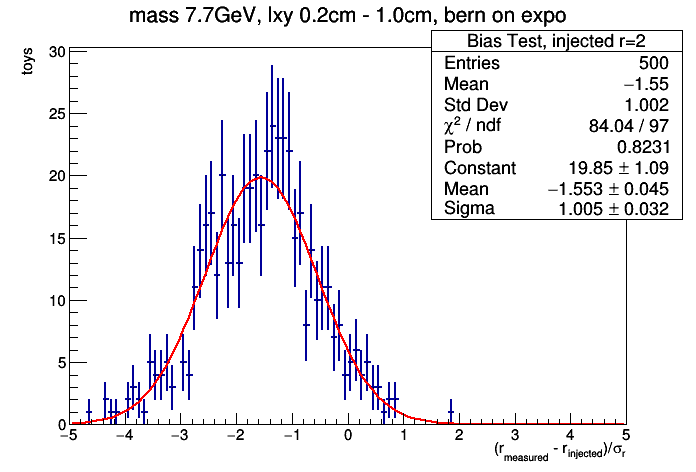 mass 7.7GeV, lxy 0.2cm - 1.0cm, bern on expo
toys
Bias Test, injected r=2
Entries 500
Mean −1.55
Std Dev 1.002
χ² / ndf 84.04 / 97
Prob 0.8231
Constant 19.85 ± 1.09
Mean −1.553 ± 0.045
Sigma 1.005 ± 0.032
30
25
20
15
10
5
0
−5 −4 −3 −2 −1 0 1 2 3 4 5
(r_measured - r_injected)/σ_r